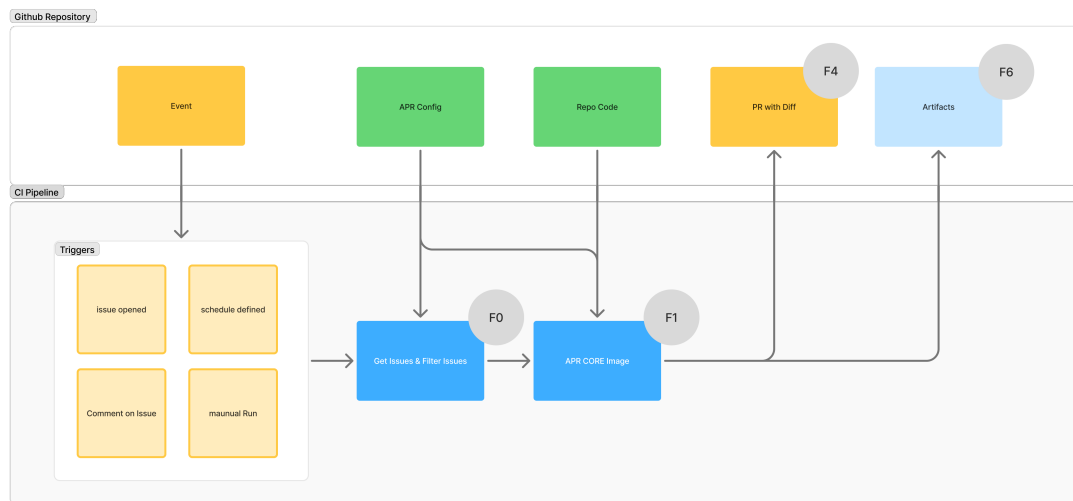 Github Repository
F4
F6
Event
APR Config
Repo Code
PR with Diff
Artifacts
CI Pipeline
Triggers
issue opened
schedule defined
F0
F1
Get Issues & Filter Issues
APR CORE Image
Comment on Issue
maunual Run